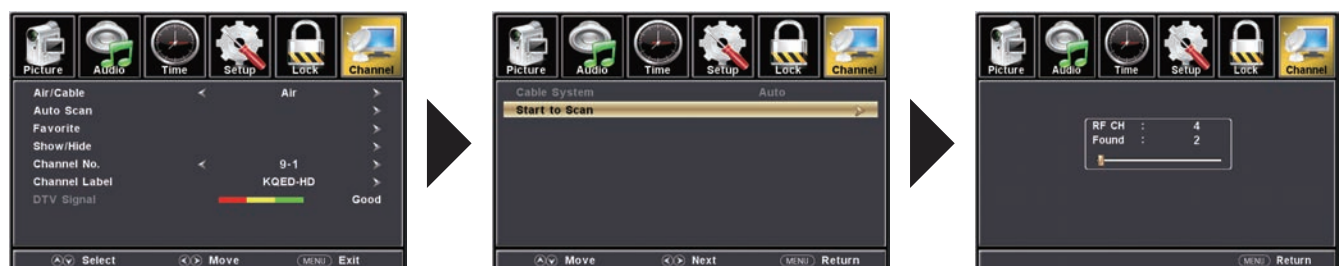 Picture Audio Time Setup Lock Channel
Air/Cable Air
Auto Scan
Favorite
Show/Hide
Channel No. 9-1
Channel Label KQED-HD
DTV Signal Good
Select Move MENU Exit
Picture Audio Time Setup Lock Channel
Cable System Auto
Start to Scan
Move Next MENU Return
Picture Audio Time Setup Lock Channel
RF CH : 4
Found : 2
MENU Return